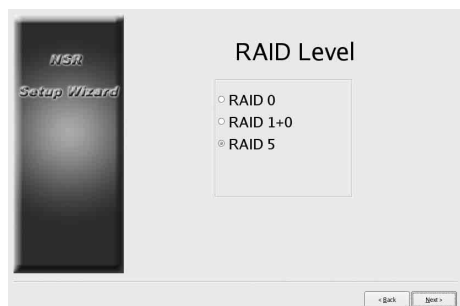 NSR
Setup Wizard
RAID Level
RAID 0
RAID 1+0
RAID 5
< Back
Next >